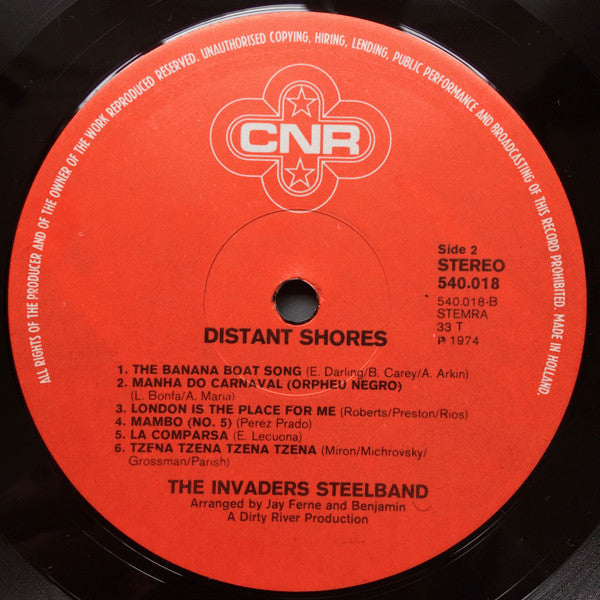 ALL RIGHTS OF THE PRODUCER AND OF THE OWNER OF THE WORK REPRODUCED RESERVED. UNAUTHORISED COPYING, HIRING, LENDING, PUBLIC PERFORMANCE AND BROADCASTING OF THIS RECORD PROHIBITED. MADE IN HOLLAND.
CNR
Side 2
STEREO
540.018
540.018-B
STEMRA
33 T
℗ 1974
DISTANT SHORES
1. THE BANANA BOAT SONG (E. Darling/B. Carey/A. Arkin)
2. MANHA DO CARNAVAL (ORPHEU NEGRO)
(L. Bonfa/A. Maria)
3. LONDON IS THE PLACE FOR ME (Roberts/Preston/Rios)
4. MAMBO (NO. 5) (Perez Prado)
5. LA COMPARSA (E. Lecuona)
6. TZENA TZENA TZENA TZENA (Miron/Michrovsky/
Grossman/Parish)
THE INVADERS STEELBAND
Arranged by Jay Ferne and Benjamin
A Dirty River Production